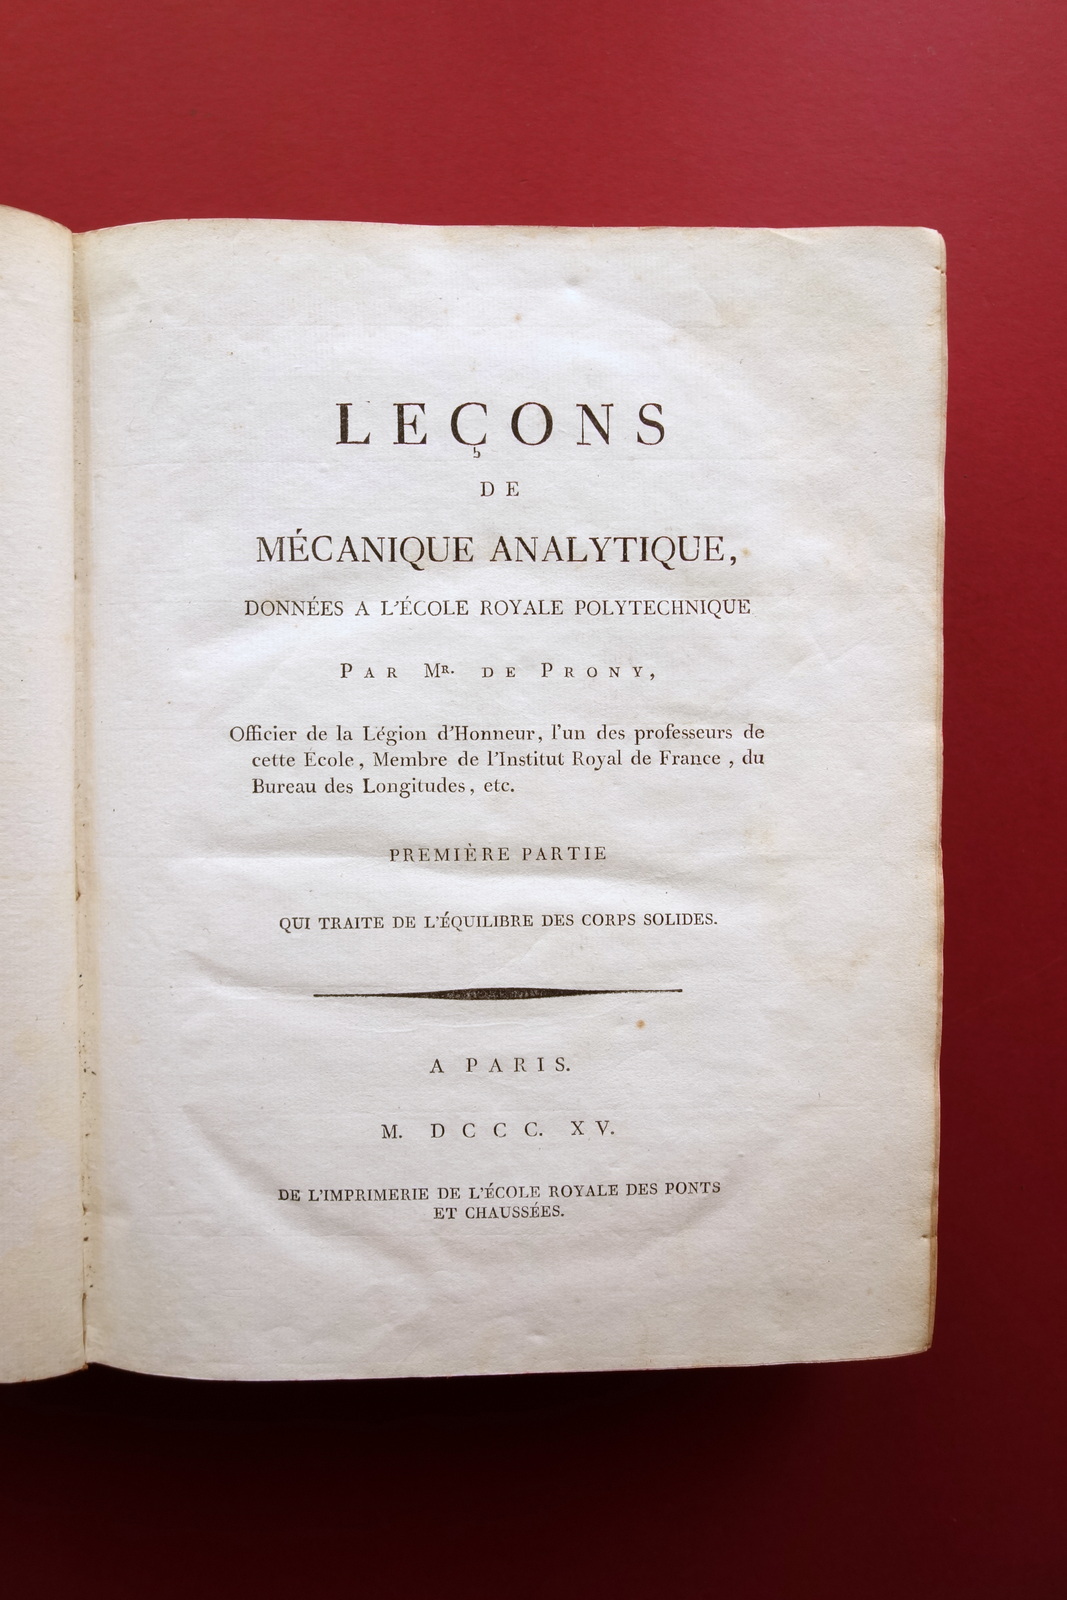 LEÇONS
DE
MÉCANIQUE ANALYTIQUE,
DONNÉES A L'ÉCOLE ROYALE POLYTECHNIQUE
PAR MR. DE PRONY,
Officier de la Légion d'Honneur, l'un des professeurs de
cette École, Membre de l'Institut Royal de France, du
Bureau des Longitudes, etc.
PREMIÈRE PARTIE
QUI TRAITE DE L'ÉQUILIBRE DES CORPS SOLIDES.
A PARIS.
M. DCCC. XV.
DE L'IMPRIMERIE DE L'ÉCOLE ROYALE DES PONTS
ET CHAUSSÉES.